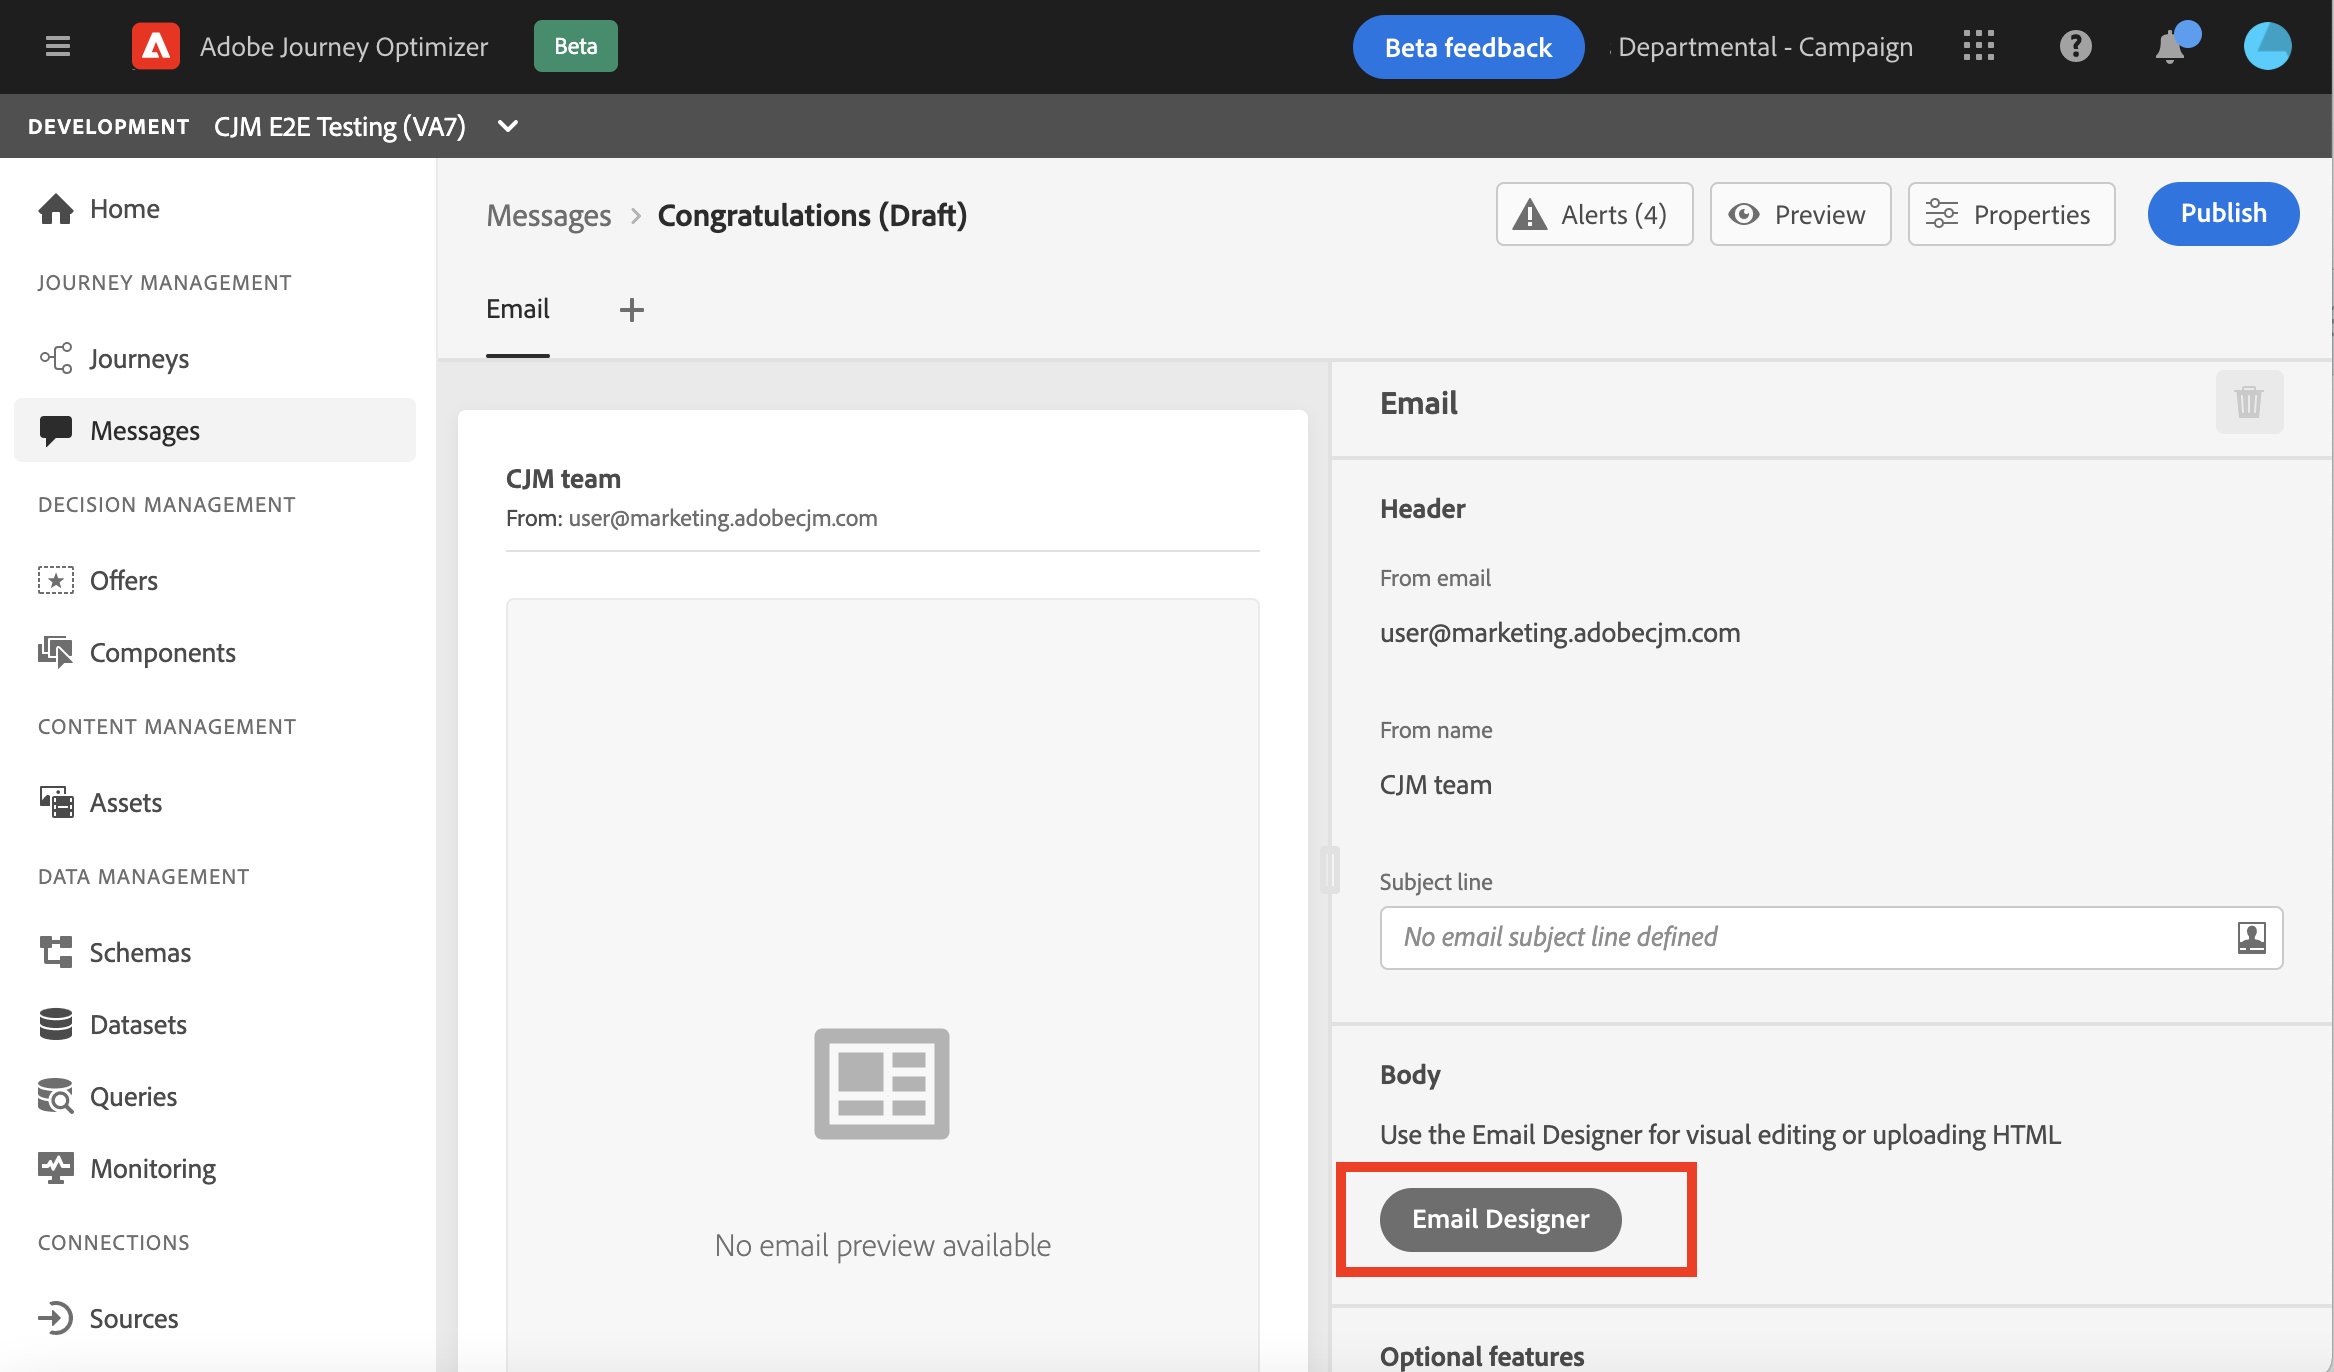 Adobe Journey Optimizer Beta Beta feedback Departmental - Campaign
DEVELOPMENT CJM E2E Testing (VA7)
Home
JOURNEY MANAGEMENT
Journeys
Messages
DECISION MANAGEMENT
Offers
Components
CONTENT MANAGEMENT
Assets
DATA MANAGEMENT
Schemas
Datasets
Queries
Monitoring
CONNECTIONS
Sources
Messages > Congratulations (Draft)
Alerts (4) Preview Properties Publish
Email +
CJM team
From: user@marketing.adobecjm.com
No email preview available
Email
Header
From email
user@marketing.adobecjm.com
From name
CJM team
Subject line
No email subject line defined
Body
Use the Email Designer for visual editing or uploading HTML
Email Designer
Optional features